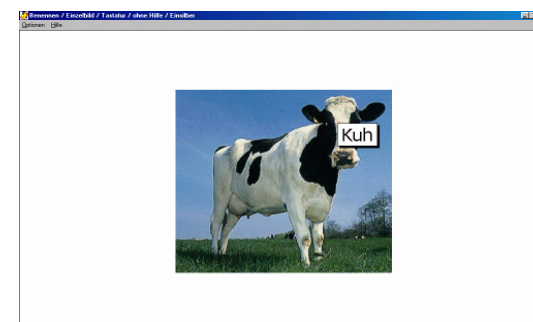 Benennen / Einzelbild / Tastatur / ohne Hilfe / Einsilber
Optionen Hilfe
Kuh